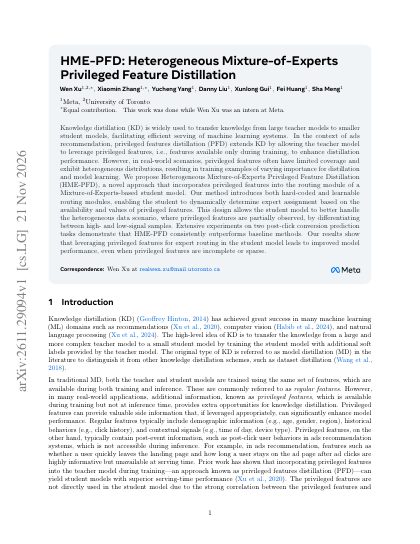 HME-PFD: Heterogeneous Mixture-of-Experts
Privileged Feature Distillation
Wen Xu1,2,*, Xiaomin Zhang1,*, Yucheng Yang1, Danny Liu1, Xunlong Gui1, Fei Huang1, Sha Meng1
1Meta, 2University of Toronto
*Equal contribution. This work was done while Wen Xu was an intern at Meta.
Knowledge distillation (KD) is widely used to transfer knowledge from large teacher models to smaller
student models, facilitating efficient serving of machine learning systems. In the context of ads
recommendation, privileged features distillation (PFD) extends KD by allowing the teacher model
to leverage privileged features, i.e., features available only during training, to enhance distillation
performance. However, in real-world scenarios, privileged features often have limited coverage
and exhibit heterogeneous distributions, resulting in training examples of varying importance for distillation
and model learning. We propose Heterogeneous Mixture-of-Experts Privileged Feature Distillation
(HME-PFD), a novel approach that incorporates privileged features into the routing module of a
Mixture-of-Experts-based student model. Our method introduces both hard-coded and learnable
routing modules, enabling the student to dynamically determine expert assignment based on the
availability and values of privileged features. This design allows the student model to better handle
the heterogeneous data scenario, where privileged features are partially observed, by differentiating
between high- and low-signal samples. Extensive experiments on two post-click conversion prediction
tasks demonstrate that HME-PFD consistently outperforms baseline methods. Our results show
that leveraging privileged features for expert routing in the student model leads to improved model
performance, even when privileged features are incomplete or sparse.
Correspondence: Wen Xu at realwen.xu@mail.utoronto.ca
Meta
1 Introduction
Knowledge distillation (KD) (Geoffrey Hinton, 2014) has achieved great success in many machine learning
(ML) domains such as recommendations (Xu et al., 2020), computer vision (Habib et al., 2024), and natural
language processing (Xu et al., 2024). The high-level idea of KD is to transfer the knowledge from a large and
more complex teacher model to a small student model by training the student model with additional soft
labels provided by the teacher model. The original type of KD is referred to as model distillation (MD) in the
literature to distinguish it from other knowledge distillation schemes, such as dataset distillation (Wang et al.,
2018).
In traditional MD, both the teacher and student models are trained using the same set of features, which are
available during both training and inference. These are commonly referred to as regular features. However,
in many real-world applications, additional information, known as privileged features, which is available
during training but not at inference time, provides extra opportunities for knowledge distillation. Privileged
features can provide valuable side information that, if leveraged appropriately, can significantly enhance model
performance. Regular features typically include demographic information (e.g., age, gender, region), historical
behaviors (e.g., click history), and contextual signals (e.g., time of day, device type). Privileged features, on the
other hand, typically contain post-event information, such as post-click user behaviors in ads recommendation
systems, which is not accessible during inference. For example, in ads recommendation, features such as
whether a user quickly leaves the landing page and how long a user stays on the ad page after ad clicks are
highly informative but unavailable at serving time. Prior work has shown that incorporating privileged features
into the teacher model during training—an approach known as privileged features distillation (PFD)—can
yield student models with superior serving-time performance (Xu et al., 2020). The privileged features are
not directly used in the student model due to the strong correlation between the privileged features and
1
arXiv:2611.29094v1 [cs.LG] 21 Nov 2026